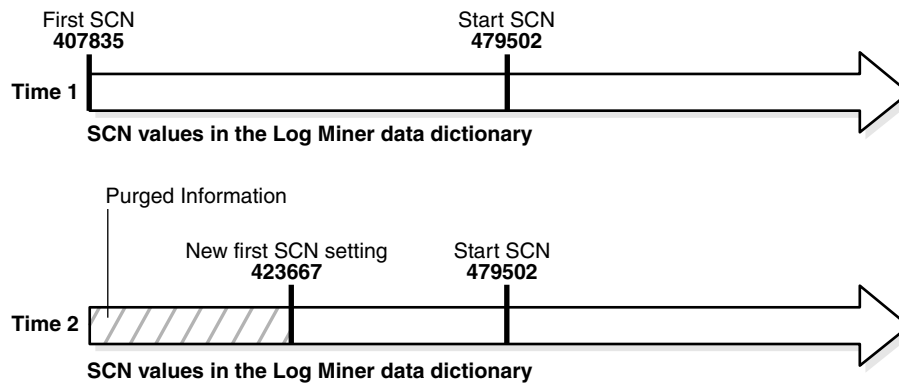 First SCN
407835
Start SCN
479502
Time 1
SCN values in the Log Miner data dictionary
Purged Information
New first SCN setting
423667
Start SCN
479502
Time 2
SCN values in the Log Miner data dictionary